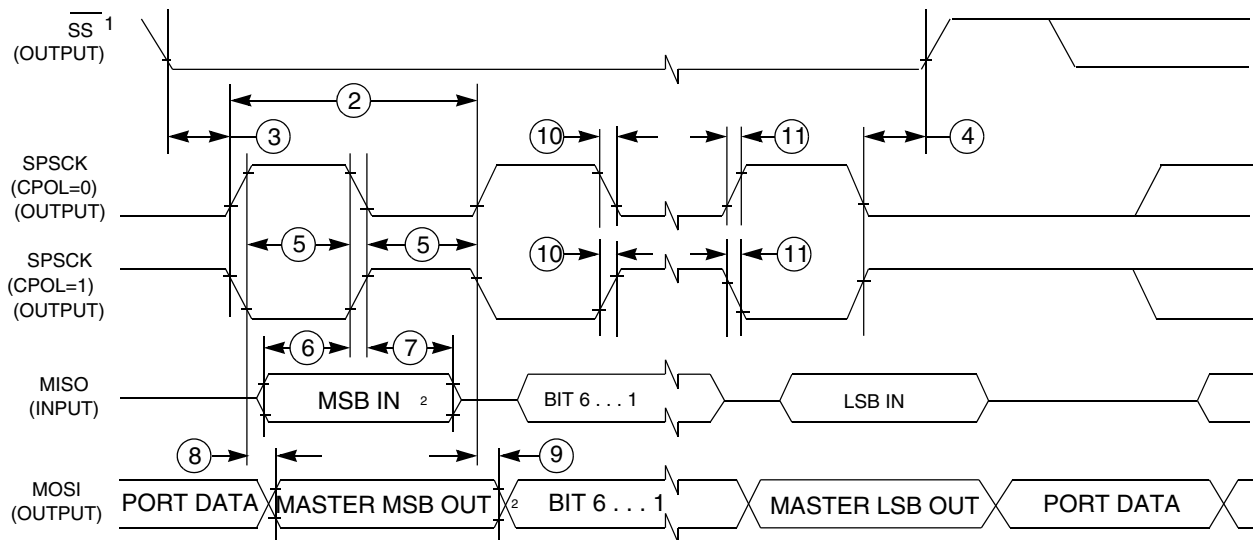 SS 1
(OUTPUT)
2
3
10
11
4
SPSCK
(CPOL=0)
(OUTPUT)
5
5
SPSCK
(CPOL=1)
(OUTPUT)
10
11
6
7
MISO
(INPUT)
MSB IN 2
BIT 6 . . . 1
LSB IN
8
9
MOSI
(OUTPUT)
PORT DATA
MASTER MSB OUT 2
BIT 6 . . . 1
MASTER LSB OUT
PORT DATA